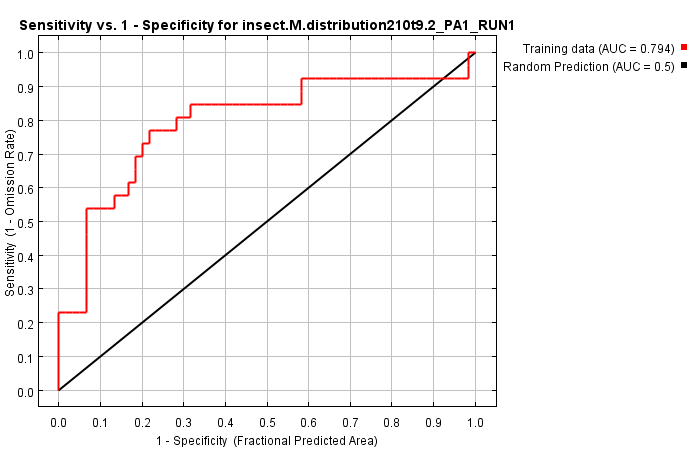 Sensitivity vs. 1 - Specificity for insect.M.distribution210t9.2_PA1_RUN1
Training data (AUC = 0.794)
Random Prediction (AUC = 0.5)
Sensitivity (1 - Omission Rate)
1.0
0.9
0.8
0.7
0.6
0.5
0.4
0.3
0.2
0.1
0.0
0.0 0.1 0.2 0.3 0.4 0.5 0.6 0.7 0.8 0.9 1.0
1 - Specificity (Fractional Predicted Area)